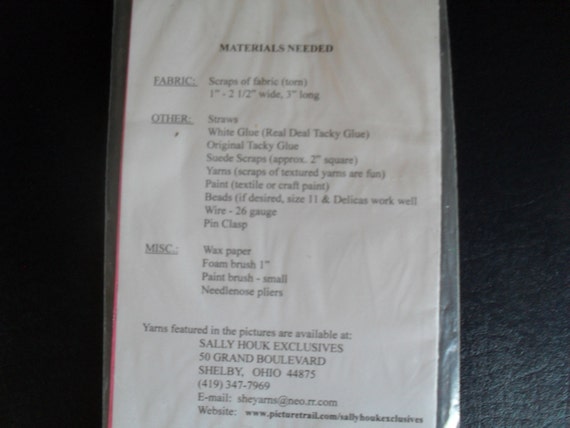 MATERIALS NEEDED
FABRIC: Scraps of fabric (torn)
1" - 2 1/2" wide, 3" long
OTHER: Straws
White Glue (Real Deal Tacky Glue)
Original Tacky Glue
Suede Scraps (approx. 2" square)
Yarns (scraps of textured yarns are fun)
Paint (textile or craft paint)
Beads (if desired, size 11 & Delicas work well
Wire - 26 gauge
Pin Clasp
MISC.: Wax paper
Foam brush 1"
Paint brush - small
Needlenose pliers
Yarns featured in the pictures are available at:
SALLY HOUK EXCLUSIVES
50 GRAND BOULEVARD
SHELBY, OHIO 44875
(419) 347-7969
E-mail: sheyarns@neo.rr.com
Website: www.picturetrail.com/sallyhoukexclusives